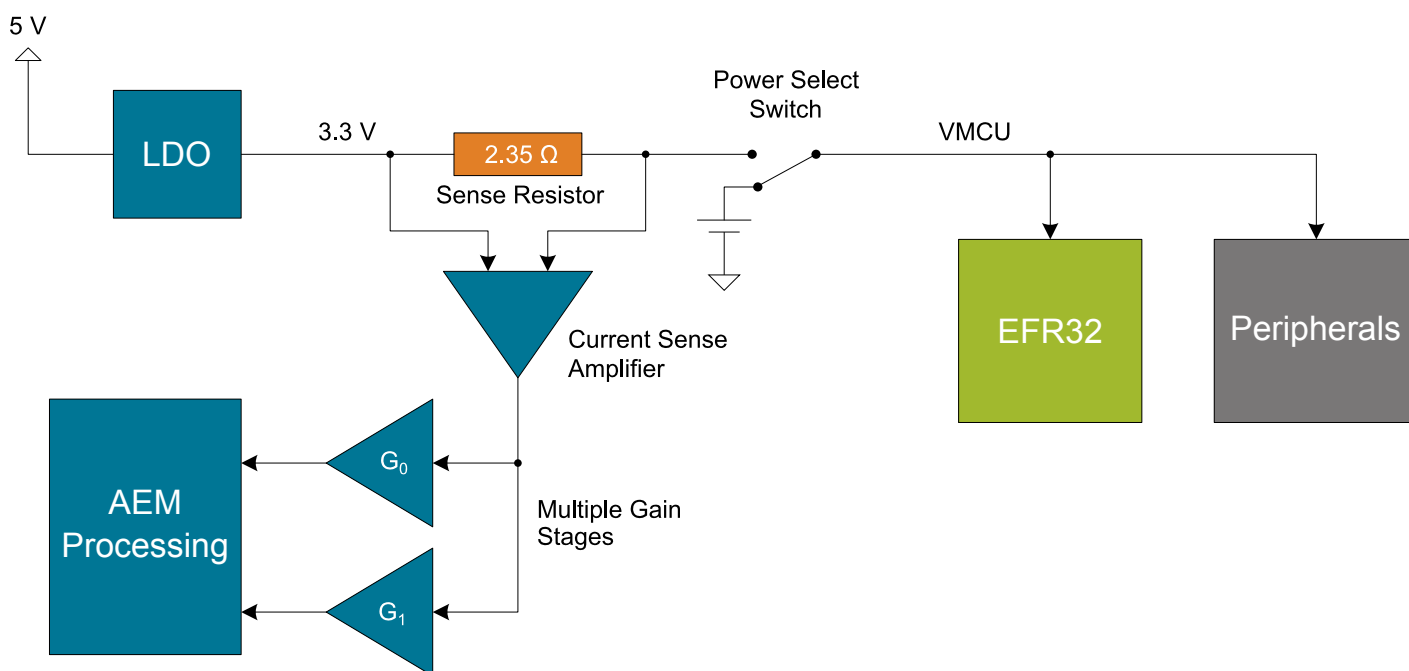 5 V
LDO
3.3 V
2.35 Ω
Sense Resistor
Power Select
Switch
VMCU
EFR32
Peripherals
Current Sense
Amplifier
AEM
Processing
G₀
G₁
Multiple Gain
Stages